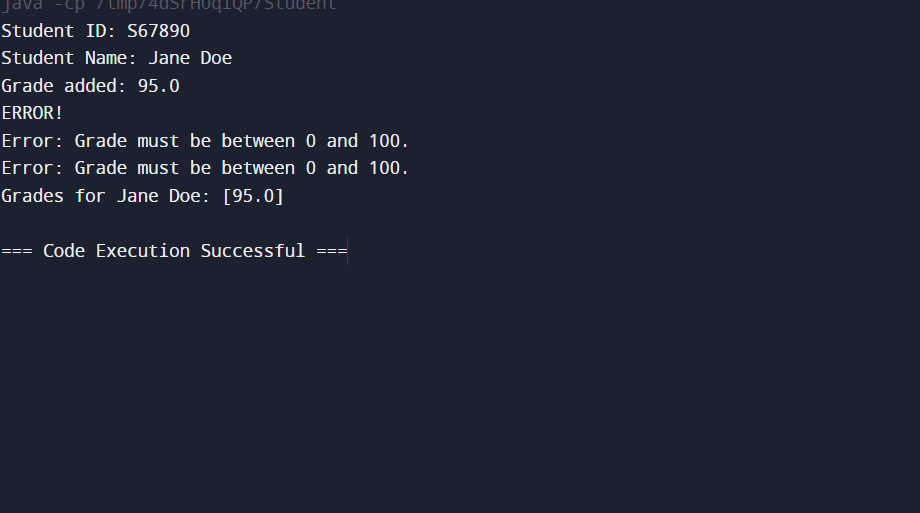 java -cp /tmp/4dSrH0q1QP/Student
Student ID: S67890
Student Name: Jane Doe
Grade added: 95.0
ERROR!
Error: Grade must be between 0 and 100.
Error: Grade must be between 0 and 100.
Grades for Jane Doe: [95.0]
=== Code Execution Successful ===